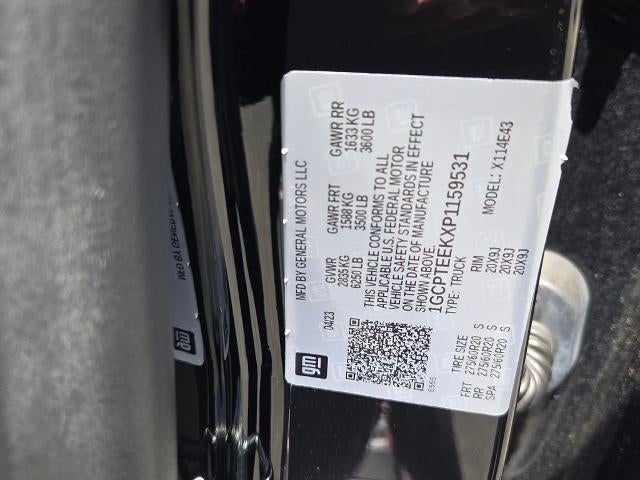 gm
MFD BY GENERAL MOTORS LLC
04/23
GVWR
2835 KG
6250 LB
GAWR FRT
1588 KG
3500 LB
GAWR RR
1633 KG
3600 LB
THIS VEHICLE CONFORMS TO ALL
APPLICABLE U.S. FEDERAL MOTOR
VEHICLE SAFETY STANDARDS IN EFFECT
ON THE DATE OF MANUFACTURE
SHOWN ABOVE.
1GCPTEEKXP1159531
TYPE: TRUCK
MODEL: X114E43
TIRE SIZE RIM
FRT 275/60R20 S 20X9J
RR 275/60R20 S 20X9J
SPA 275/60R20 S 20X9J
gm